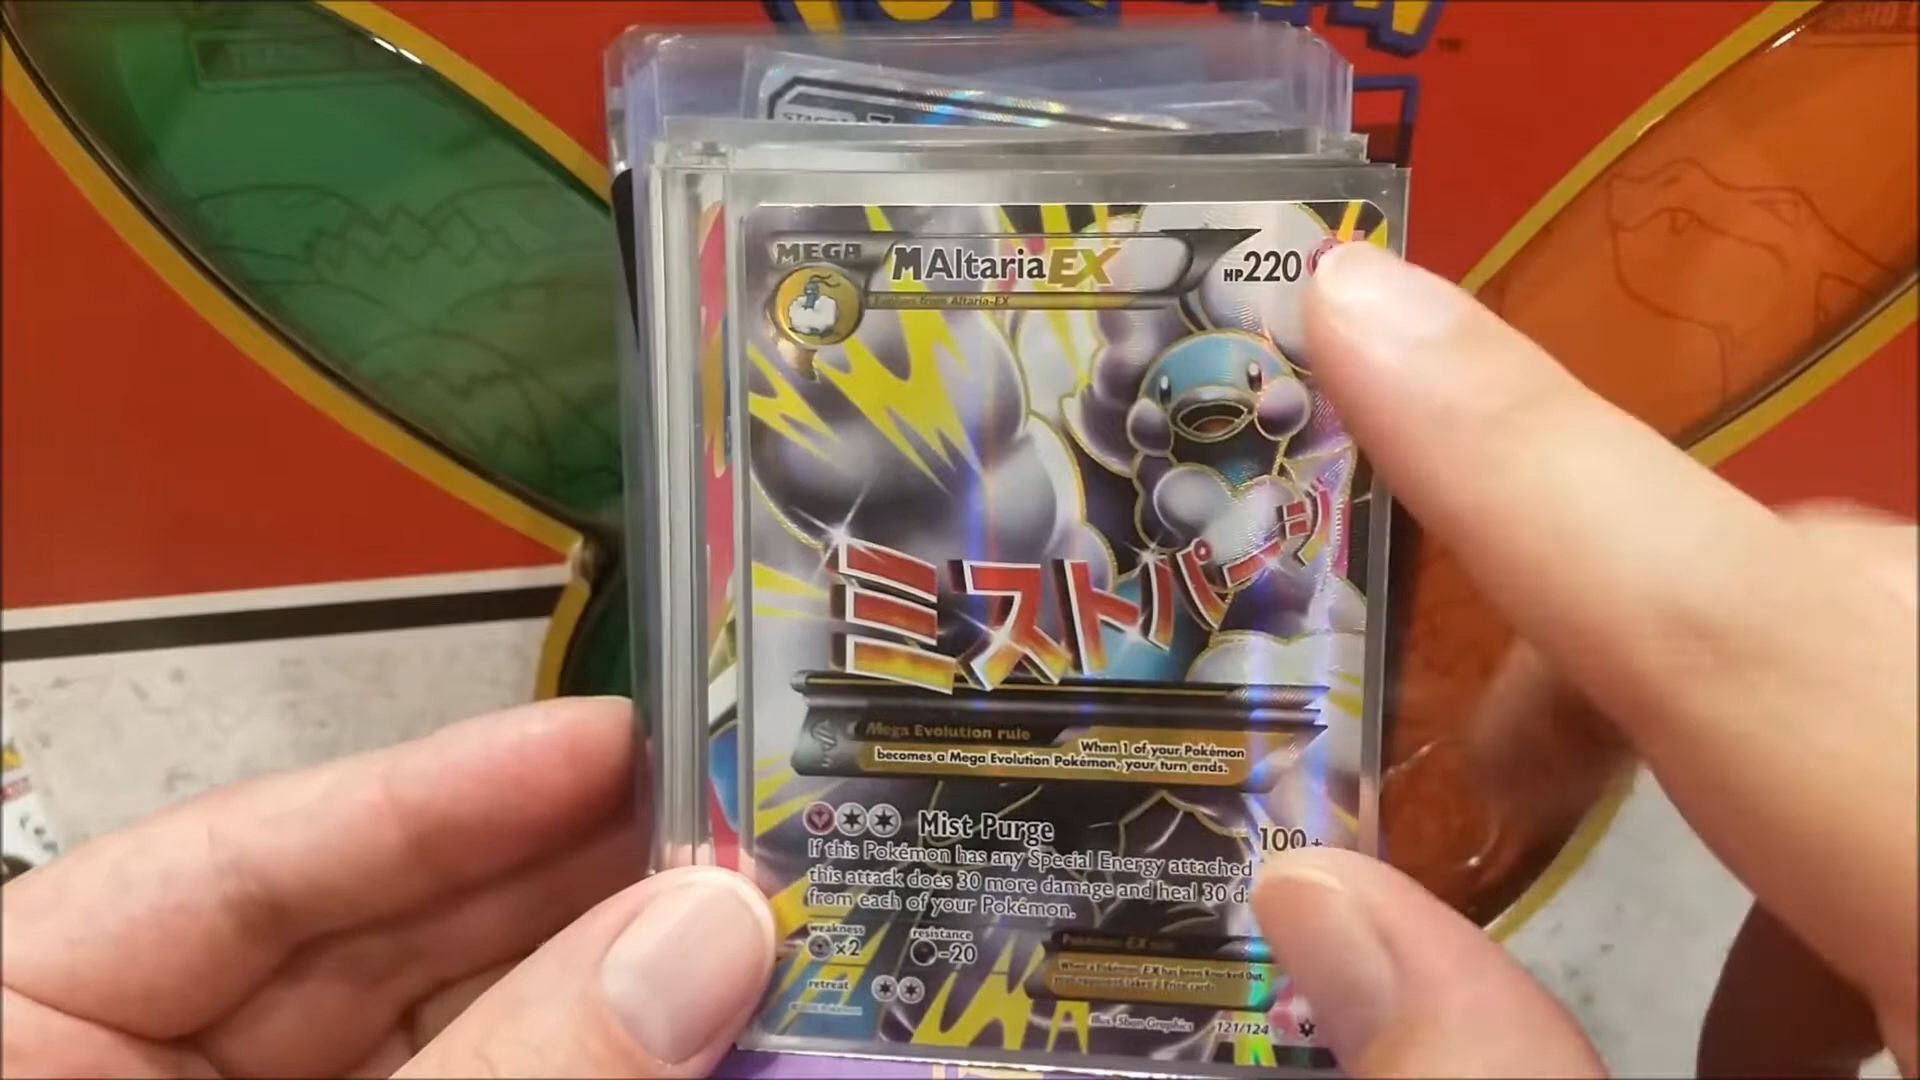 MEGA
M Altaria EX
HP220
Evolves from Altaria-EX
ミストパージ
Mega Evolution rule
When 1 of your Pokémon
becomes a Mega Evolution Pokémon, your turn ends.
Mist Purge
100+
If this Pokémon has any Special Energy attached
this attack does 30 more damage and heal 30 d
from each of your Pokémon.
weakness
×2
resistance
-20
Pokémon EX rule
When a Pokémon EX has been Knocked Out,
your opponent takes 2 Prize cards.
retreat
Illus. 5ban Graphics
121/124